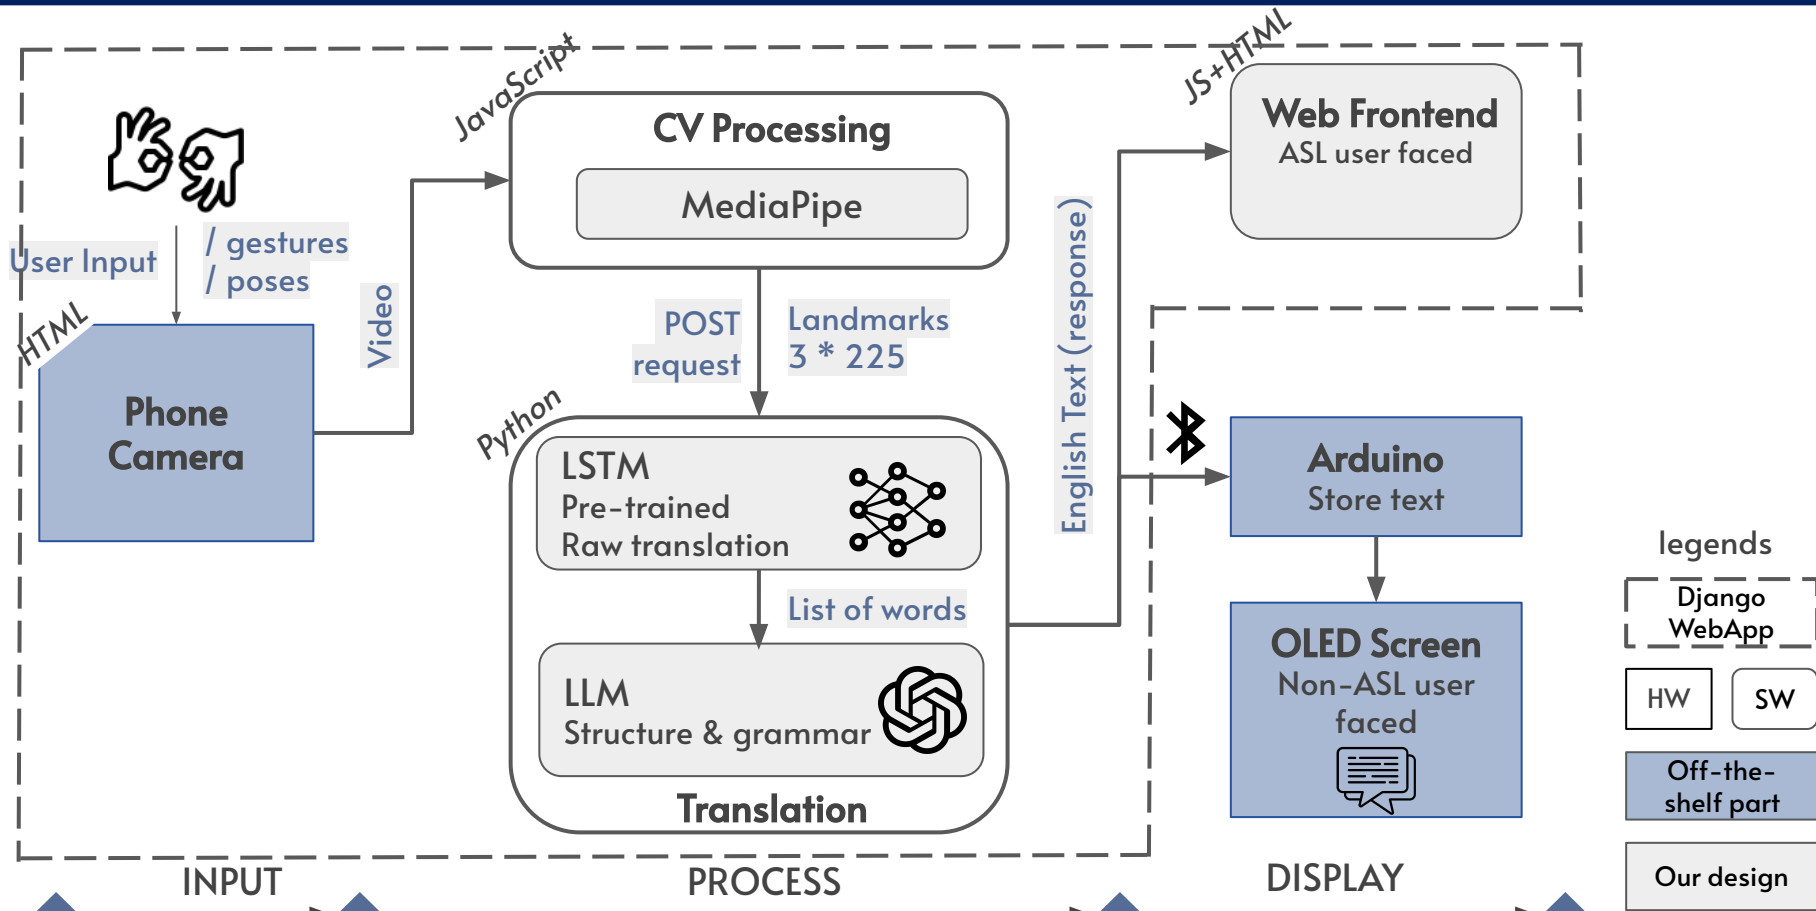 JavaScript
CV Processing
MediaPipe
JS+HTML
Web Frontend
ASL user faced
User Input
/ gestures
/ poses
HTML
Phone
Camera
Video
POST
request
Landmarks
3 * 225
English Text (response)
Python
LSTM
Pre-trained
Raw translation
List of words
LLM
Structure & grammar
Translation
Arduino
Store text
OLED Screen
Non-ASL user
faced
legends
Django
WebApp
HW
SW
Off-the-
shelf part
Our design
INPUT
PROCESS
DISPLAY